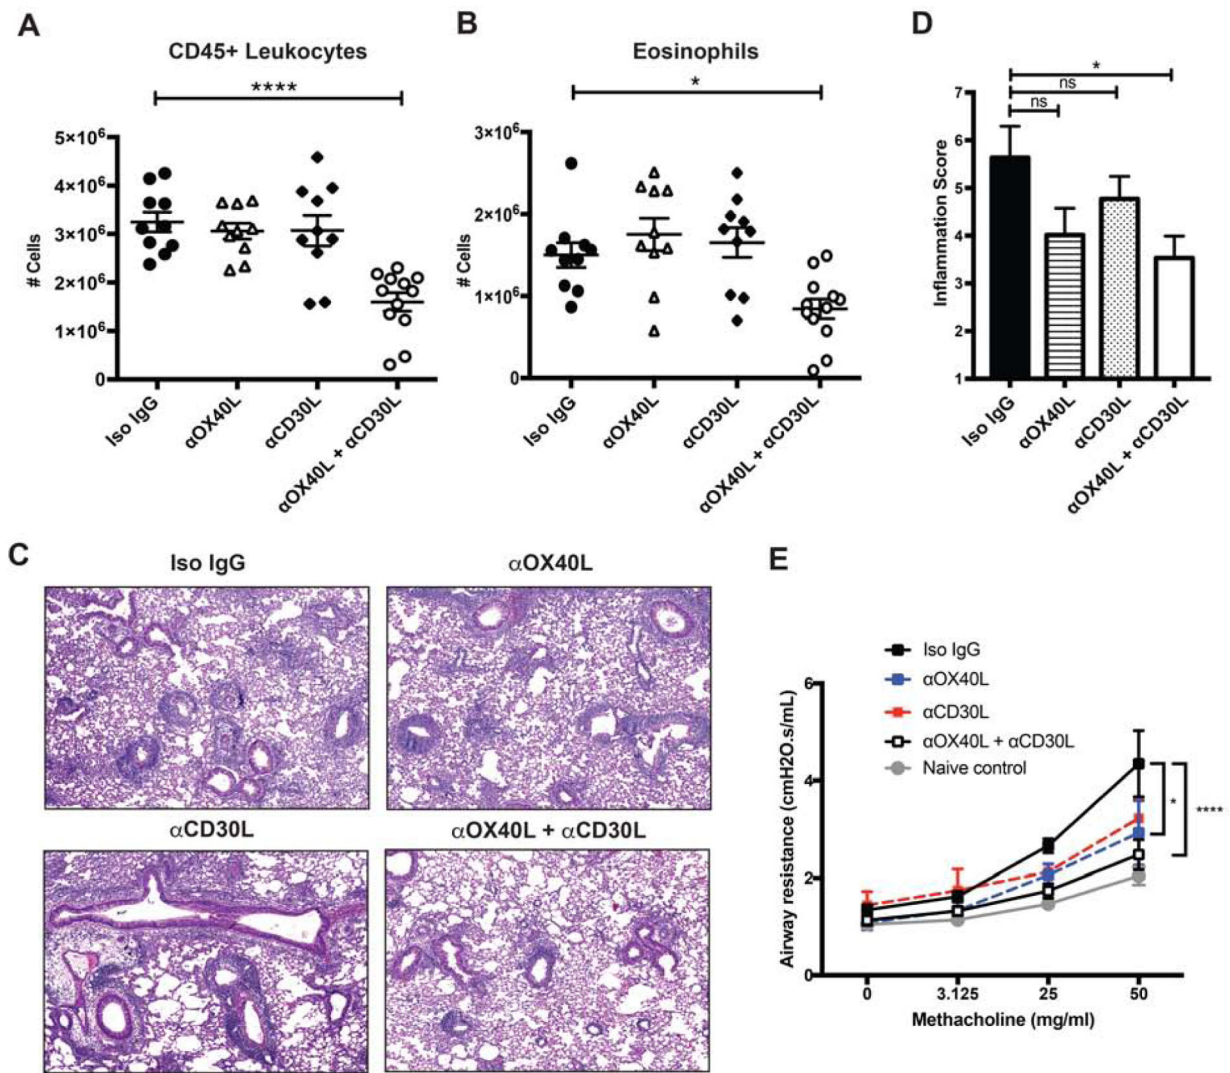 A
CD45+ Leukocytes
****
# Cells
5×10⁶
4×10⁶
3×10⁶
2×10⁶
1×10⁶
0
Iso IgG
αOX40L
αCD30L
αOX40L + αCD30L
B
Eosinophils
*
# Cells
3×10⁶
2×10⁶
1×10⁶
0
Iso IgG
αOX40L
αCD30L
αOX40L + αCD30L
D
*
ns
ns
Inflammation Score
7
6
5
4
3
2
1
Iso IgG
αOX40L
αCD30L
αOX40L + αCD30L
C
Iso IgG
αOX40L
αCD30L
αOX40L + αCD30L
E
Iso IgG
αOX40L
αCD30L
αOX40L + αCD30L
Naive control
Airway resistance (cmH2O.s/mL)
6
4
2
0
*
****
0 3.125 25 50
Methacholine (mg/ml)